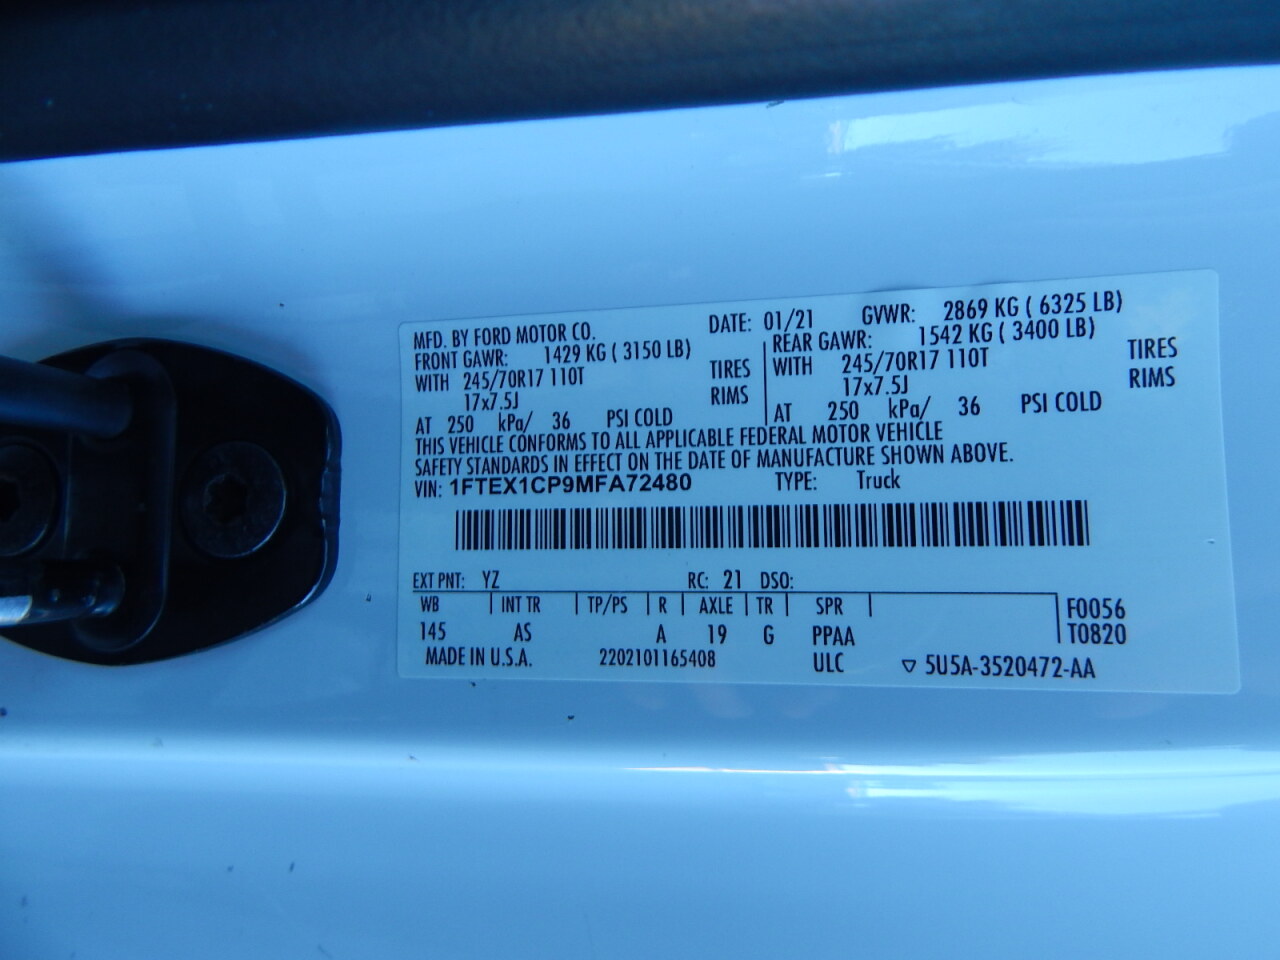 MFD. BY FORD MOTOR CO. DATE: 01/21 GVWR: 2869 KG ( 6325 LB)
FRONT GAWR: 1429 KG ( 3150 LB) REAR GAWR: 1542 KG ( 3400 LB)
WITH 245/70R17 110T TIRES WITH 245/70R17 110T TIRES
17x7.5J RIMS 17x7.5J RIMS
AT 250 kPa/ 36 PSI COLD AT 250 kPa/ 36 PSI COLD
THIS VEHICLE CONFORMS TO ALL APPLICABLE FEDERAL MOTOR VEHICLE
SAFETY STANDARDS IN EFFECT ON THE DATE OF MANUFACTURE SHOWN ABOVE.
VIN: 1FTEX1CP9MFA72480 TYPE: Truck
EXT PNT: YZ RC: 21 DSO:
WB INT TR TP/PS R AXLE TR SPR F0056
145 AS A 19 G PPAA T0820
MADE IN U.S.A. 2202101165408 ULC ▽ 5U5A-3520472-AA